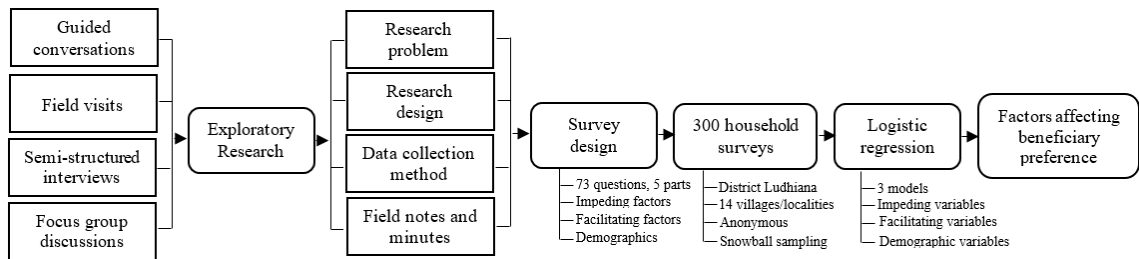 Guided
conversations
Field visits
Semi-structured
interviews
Focus group
discussions
Exploratory
Research
Research
problem
Research
design
Data collection
method
Field notes and
minutes
Survey
design
73 questions, 5 parts
Impeding factors
Facilitating factors
Demographics
300 household
surveys
District Ludhiana
14 villages/localities
Anonymous
Snowball sampling
Logistic
regression
3 models
Impeding variables
Facilitating variables
Demographic variables
Factors affecting
beneficiary
preference